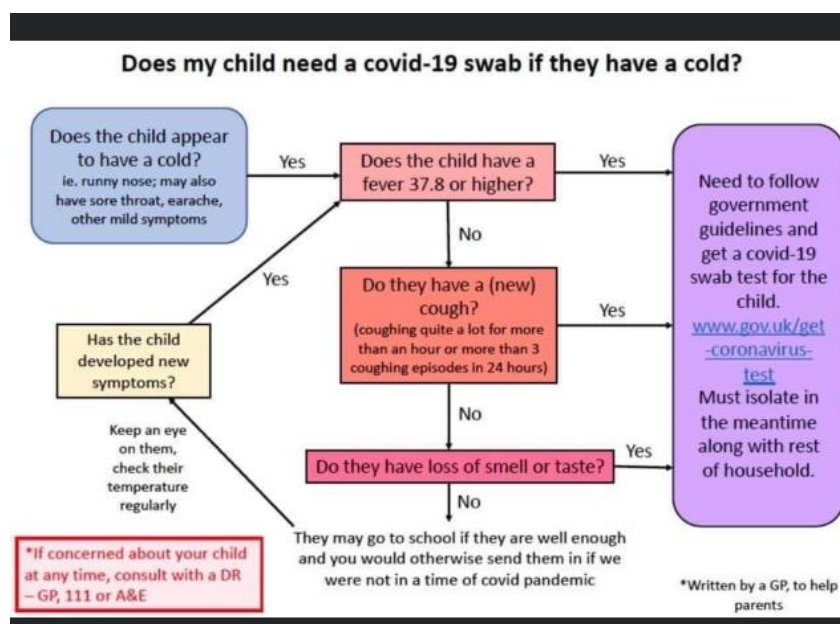 Does my child need a covid-19 swab if they have a cold?
Does the child appear
to have a cold?
ie. runny nose; may also
have sore throat, earache,
other mild symptoms
Yes
Does the child have a
fever 37.8 or higher?
Yes
Need to follow
government
guidelines and
get a covid-19
swab test for the
child.
www.gov.uk/get
-coronavirus-
test
Must isolate in
the meantime
along with rest
of household.
No
Yes
Do they have a (new)
cough?
(coughing quite a lot for more
than an hour or more than 3
coughing episodes in 24 hours)
Yes
Has the child
developed new
symptoms?
No
Keep an eye
on them,
check their
temperature
regularly
Do they have loss of smell or taste?
Yes
No
They may go to school if they are well enough
and you would otherwise send them in if we
were not in a time of covid pandemic
*If concerned about your child
at any time, consult with a DR
– GP, 111 or A&E
*Written by a GP, to help
parents